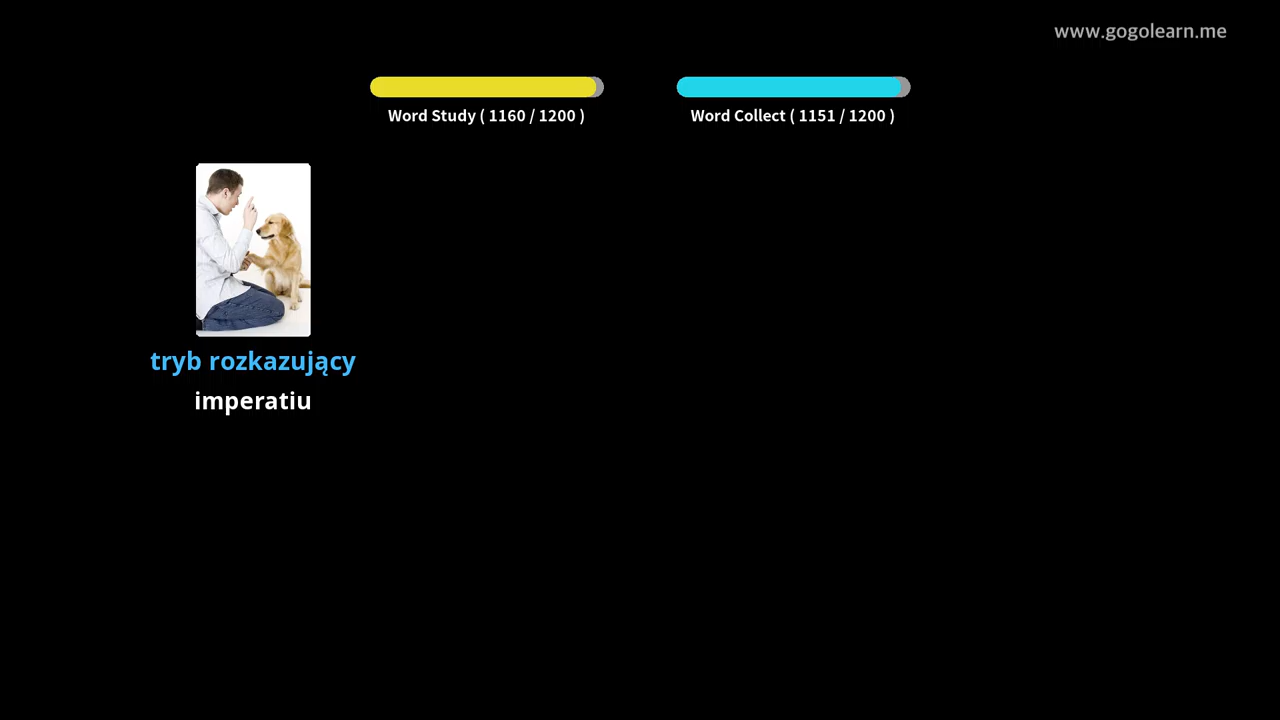 www.gogolearn.me
Word Study ( 1160 / 1200 )
Word Collect ( 1151 / 1200 )
tryb rozkazujący
imperatiu